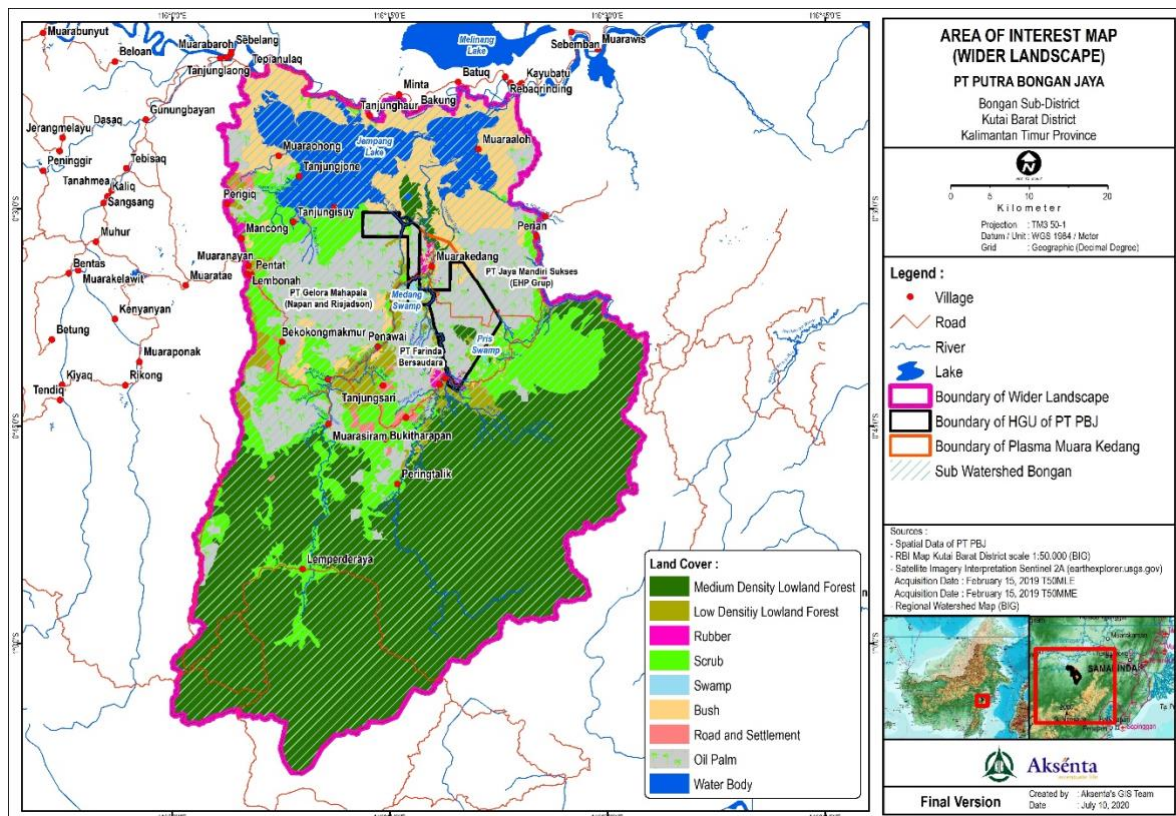 116°0'E
116°15'E
116°30'E
Muarabunyut
Beloan
Muarabaroh
Sebelang
Tepianulaq
Tanjunglaong
Melinang
Lake
Sebemban
Muarawis
Batuq
Kayubatu
Minta
Rebaqrinding
Bakung
Tanjunghaur
Gunungbayan
Dasaq
Jerangmelayu
Peninggir
Tebisaq
Tanahmea
Kaliq
Sangsang
Muhur
Jempang
Lake
Muaraaloh
Muaraohong
Tanjungjone
Perigiq
Tanjungisuy
Mancong
Perian
Muaranayan
Muarakedang
Bentas
Muarakelawit
Muaratae
Pentat
Lembonah
PT Jaya Mandiri Sukses
(EHP Grup)
PT Gelora Mahapala
(Napan and Risjadson)
Medang
Swamp
Kenyanyan
Betung
Bekokongmakmur
Penawai
Pris
Swamp
PT Farinda
Bersaudara
Muaraponak
Kiyaq
Rikong
Tendiq
Tanjungsari
Muarasiram
Bukitharapan
Peringtalik
Lemperderaya
Land Cover :
Medium Density Lowland Forest
Low Densitiy Lowland Forest
Rubber
Scrub
Swamp
Bush
Road and Settlement
Oil Palm
Water Body
AREA OF INTEREST MAP
(WIDER LANDSCAPE)
PT PUTRA BONGAN JAYA
Bongan Sub-District
Kutai Barat District
Kalimantan Timur Province
0 5 10 20
Kilometer
Projection : TM3 50-1
Datum / Unit : WGS 1984 / Meter
Grid : Geographic (Decimal Degree)
Legend :
Village
Road
River
Lake
Boundary of Wider Landscape
Boundary of HGU of PT PBJ
Boundary of Plasma Muara Kedang
Sub Watershed Bongan
Sources :
- Spatial Data of PT PBJ
- RBI Map Kutai Barat District scale 1:50.000 (BIG)
- Satellite Imagery Interpretation Sentinel 2A (earthexplorer.usgs.gov)
Acquisition Date : February 15, 2019 T50MLE
Acquisition Date : February 15, 2019 T50MME
- Regional Watershed Map (BIG)
SAMARINDA
Aksenta
Final Version
Created by : Aksenta's GIS Team
Date : July 10, 2020